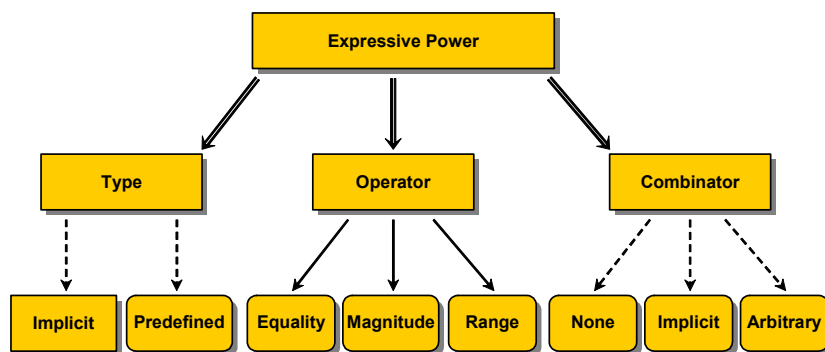 Expressive Power
Type
Operator
Combinator
Implicit
Predefined
Equality
Magnitude
Range
None
Implicit
Arbitrary